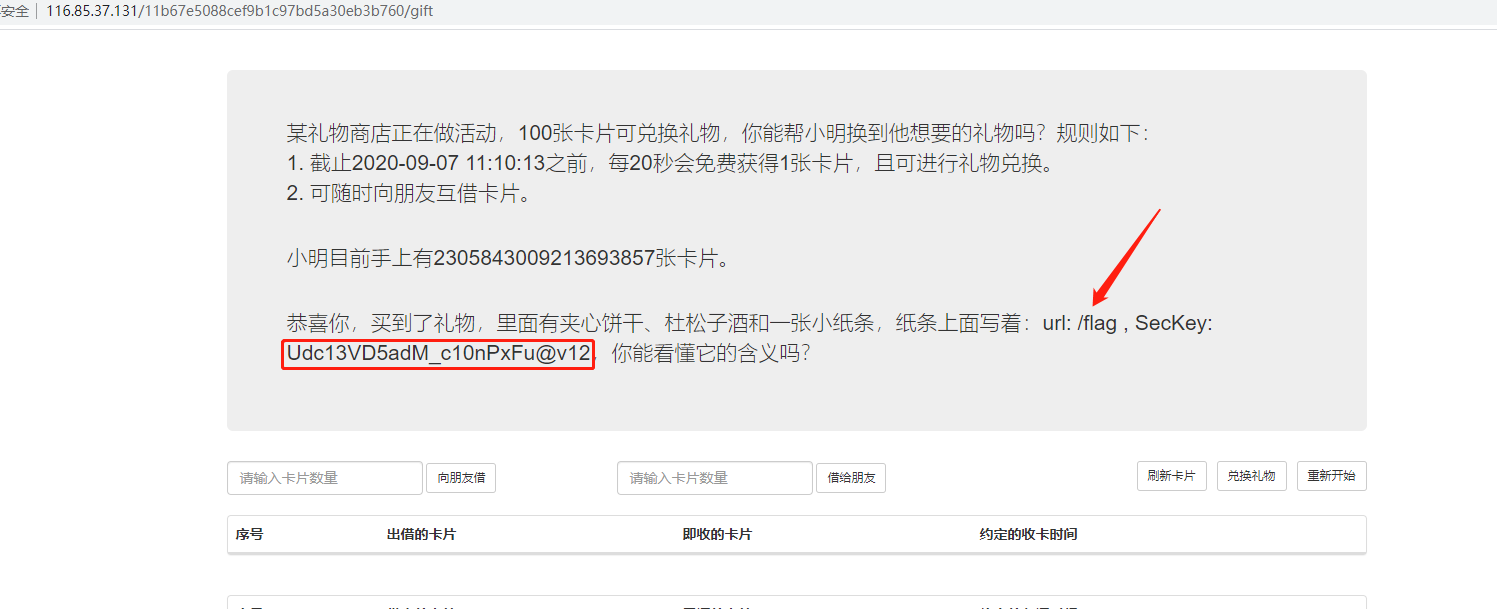 安全 | 116.85.37.131/11b67e5088cef9b1c97bd5a30eb3b760/gift
某礼物商店正在做活动，100张卡片可兑换礼物，你能帮小明换到他想要的礼物吗？规则如下：
1. 截止2020-09-07 11:10:13之前，每20秒会免费获得1张卡片，且可进行礼物兑换。
2. 可随时向朋友互借卡片。
小明目前手上有2305843009213693857张卡片。
恭喜你，买到了礼物，里面有夹心饼干、杜松子酒和一张小纸条，纸条上面写着：url: /flag , SecKey:
Udc13VD5adM_c10nPxFu@v12，你能看懂它的含义吗？
请输入卡片数量 向朋友借 请输入卡片数量 借给朋友 刷新卡片 兑换礼物 重新开始
序号 出借的卡片 即收的卡片 约定的收卡时间